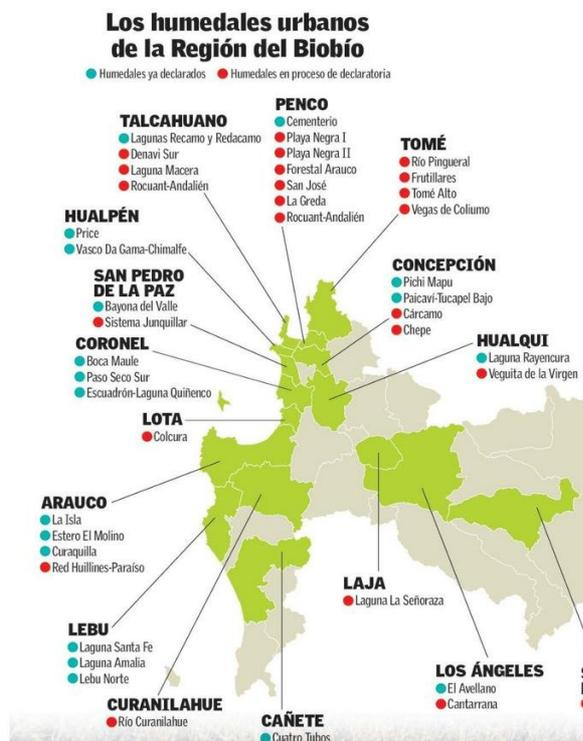 Los humedales urbanos
de la Región del Biobío
Humedales ya declarados Humedales en proceso de declaratoria
TALCAHUANO
Lagunas Recamo y Redacamo
Denavi Sur
Laguna Macera
Rocuant-Andalién
PENCO
Cementerio
Playa Negra I
Playa Negra II
Forestal Arauco
San José
La Greda
Rocuant-Andalién
TOMÉ
Río Pingueral
Frutillares
Tomé Alto
Vegas de Coliumo
HUALPÉN
Price
Vasco Da Gama-Chimalfe
SAN PEDRO
DE LA PAZ
Bayona del Valle
Sistema Junquillar
CONCEPCIÓN
Pichi Mapu
Paicaví-Tucapel Bajo
Cárcamo
Chepe
CORONEL
Boca Maule
Paso Seco Sur
Escuadrón-Laguna Quiñenco
HUALQUI
Laguna Rayencura
Veguita de la Virgen
LOTA
Colcura
ARAUCO
La Isla
Estero El Molino
Curaquilla
Red Huillines-Paraíso
LAJA
Laguna La Señoraza
LEBU
Laguna Santa Fe
Laguna Amalia
Lebu Norte
LOS ÁNGELES
El Avellano
Cantarrana
CURANILAHUE
Río Curanilahue
CAÑETE
Cuatro Tubos